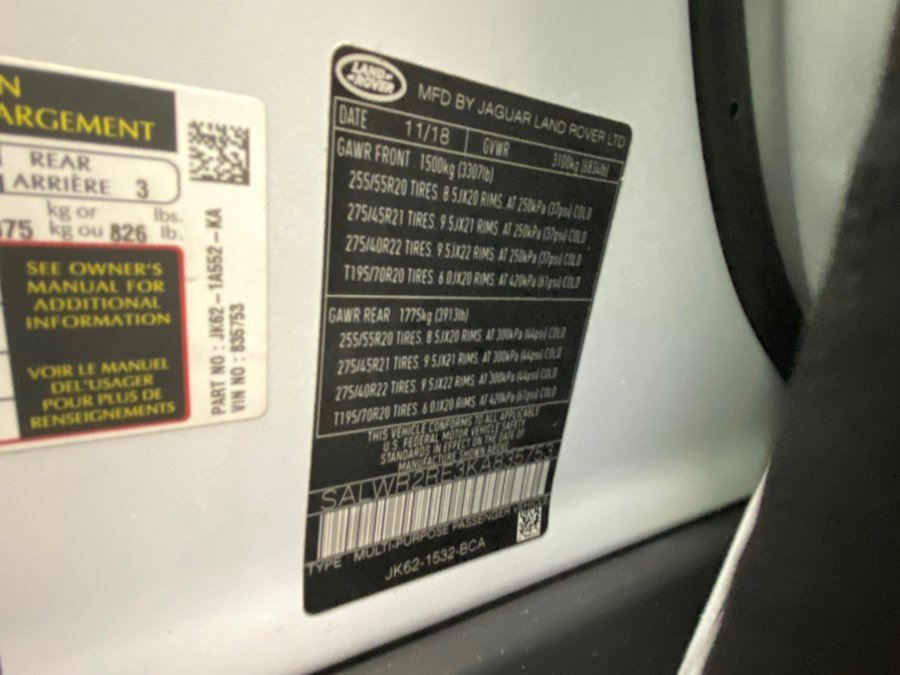 N
ARGEMENT
REAR
ARRIÈRE 3
kg or lbs.
475 kg ou 826 lb.
SEE OWNER'S
MANUAL FOR
ADDITIONAL
INFORMATION
VOIR LE MANUEL
DEL'USAGER
POUR PLUS DE
RENSEIGNEMENTS
PART NO : JK62-1A552-KA
VIN NO : 835753
LAND-
-ROVER
MFD BY JAGUAR LAND ROVER LTD
DATE 11/18 GVWR 3100kg (6834lb)
GAWR FRONT 1500kg (3307lb)
255/55R20 TIRES. 8 5JX20 RIMS. AT 250kPa (37psi) COLD
275/45R21 TIRES. 9 5JX21 RIMS. AT 250kPa (37psi) COLD
275/40R22 TIRES. 9 5JX22 RIMS. AT 250kPa (37psi) COLD
T195/70R20 TIRES. 6 0JX20 RIMS. AT 420kPa (61psi) COLD
GAWR REAR 1775kg (3913lb)
255/55R20 TIRES. 8 5JX20 RIMS. AT 300kPa (44psi) COLD
275/45R21 TIRES. 9 5JX21 RIMS. AT 300kPa (44psi) COLD
275/40R22 TIRES. 9 5JX22 RIMS. AT 300kPa (44psi) COLD
T195/70R20 TIRES. 6 0JX20 RIMS. AT 420kPa (61psi) COLD
THIS VEHICLE CONFORMS TO ALL APPLICABLE
U.S. FEDERAL MOTOR VEHICLE SAFETY
STANDARDS IN EFFECT ON THE DATE OF
MANUFACTURE SHOWN ABOVE
SALWR2RE3KA835753
TYPE MULTI-PURPOSE PASSENGER VEHICLE
JK62-1532-BCA